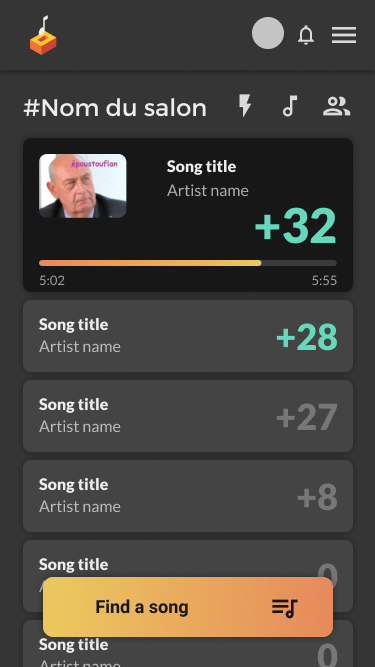 #Nom du salon
époustouflan
Song title
Artist name
+32
5:02
5:55
Song title
Artist name
+28
Song title
Artist name
+27
Song title
Artist name
+8
Song title
0
Find a song
Song title
Artist name
0